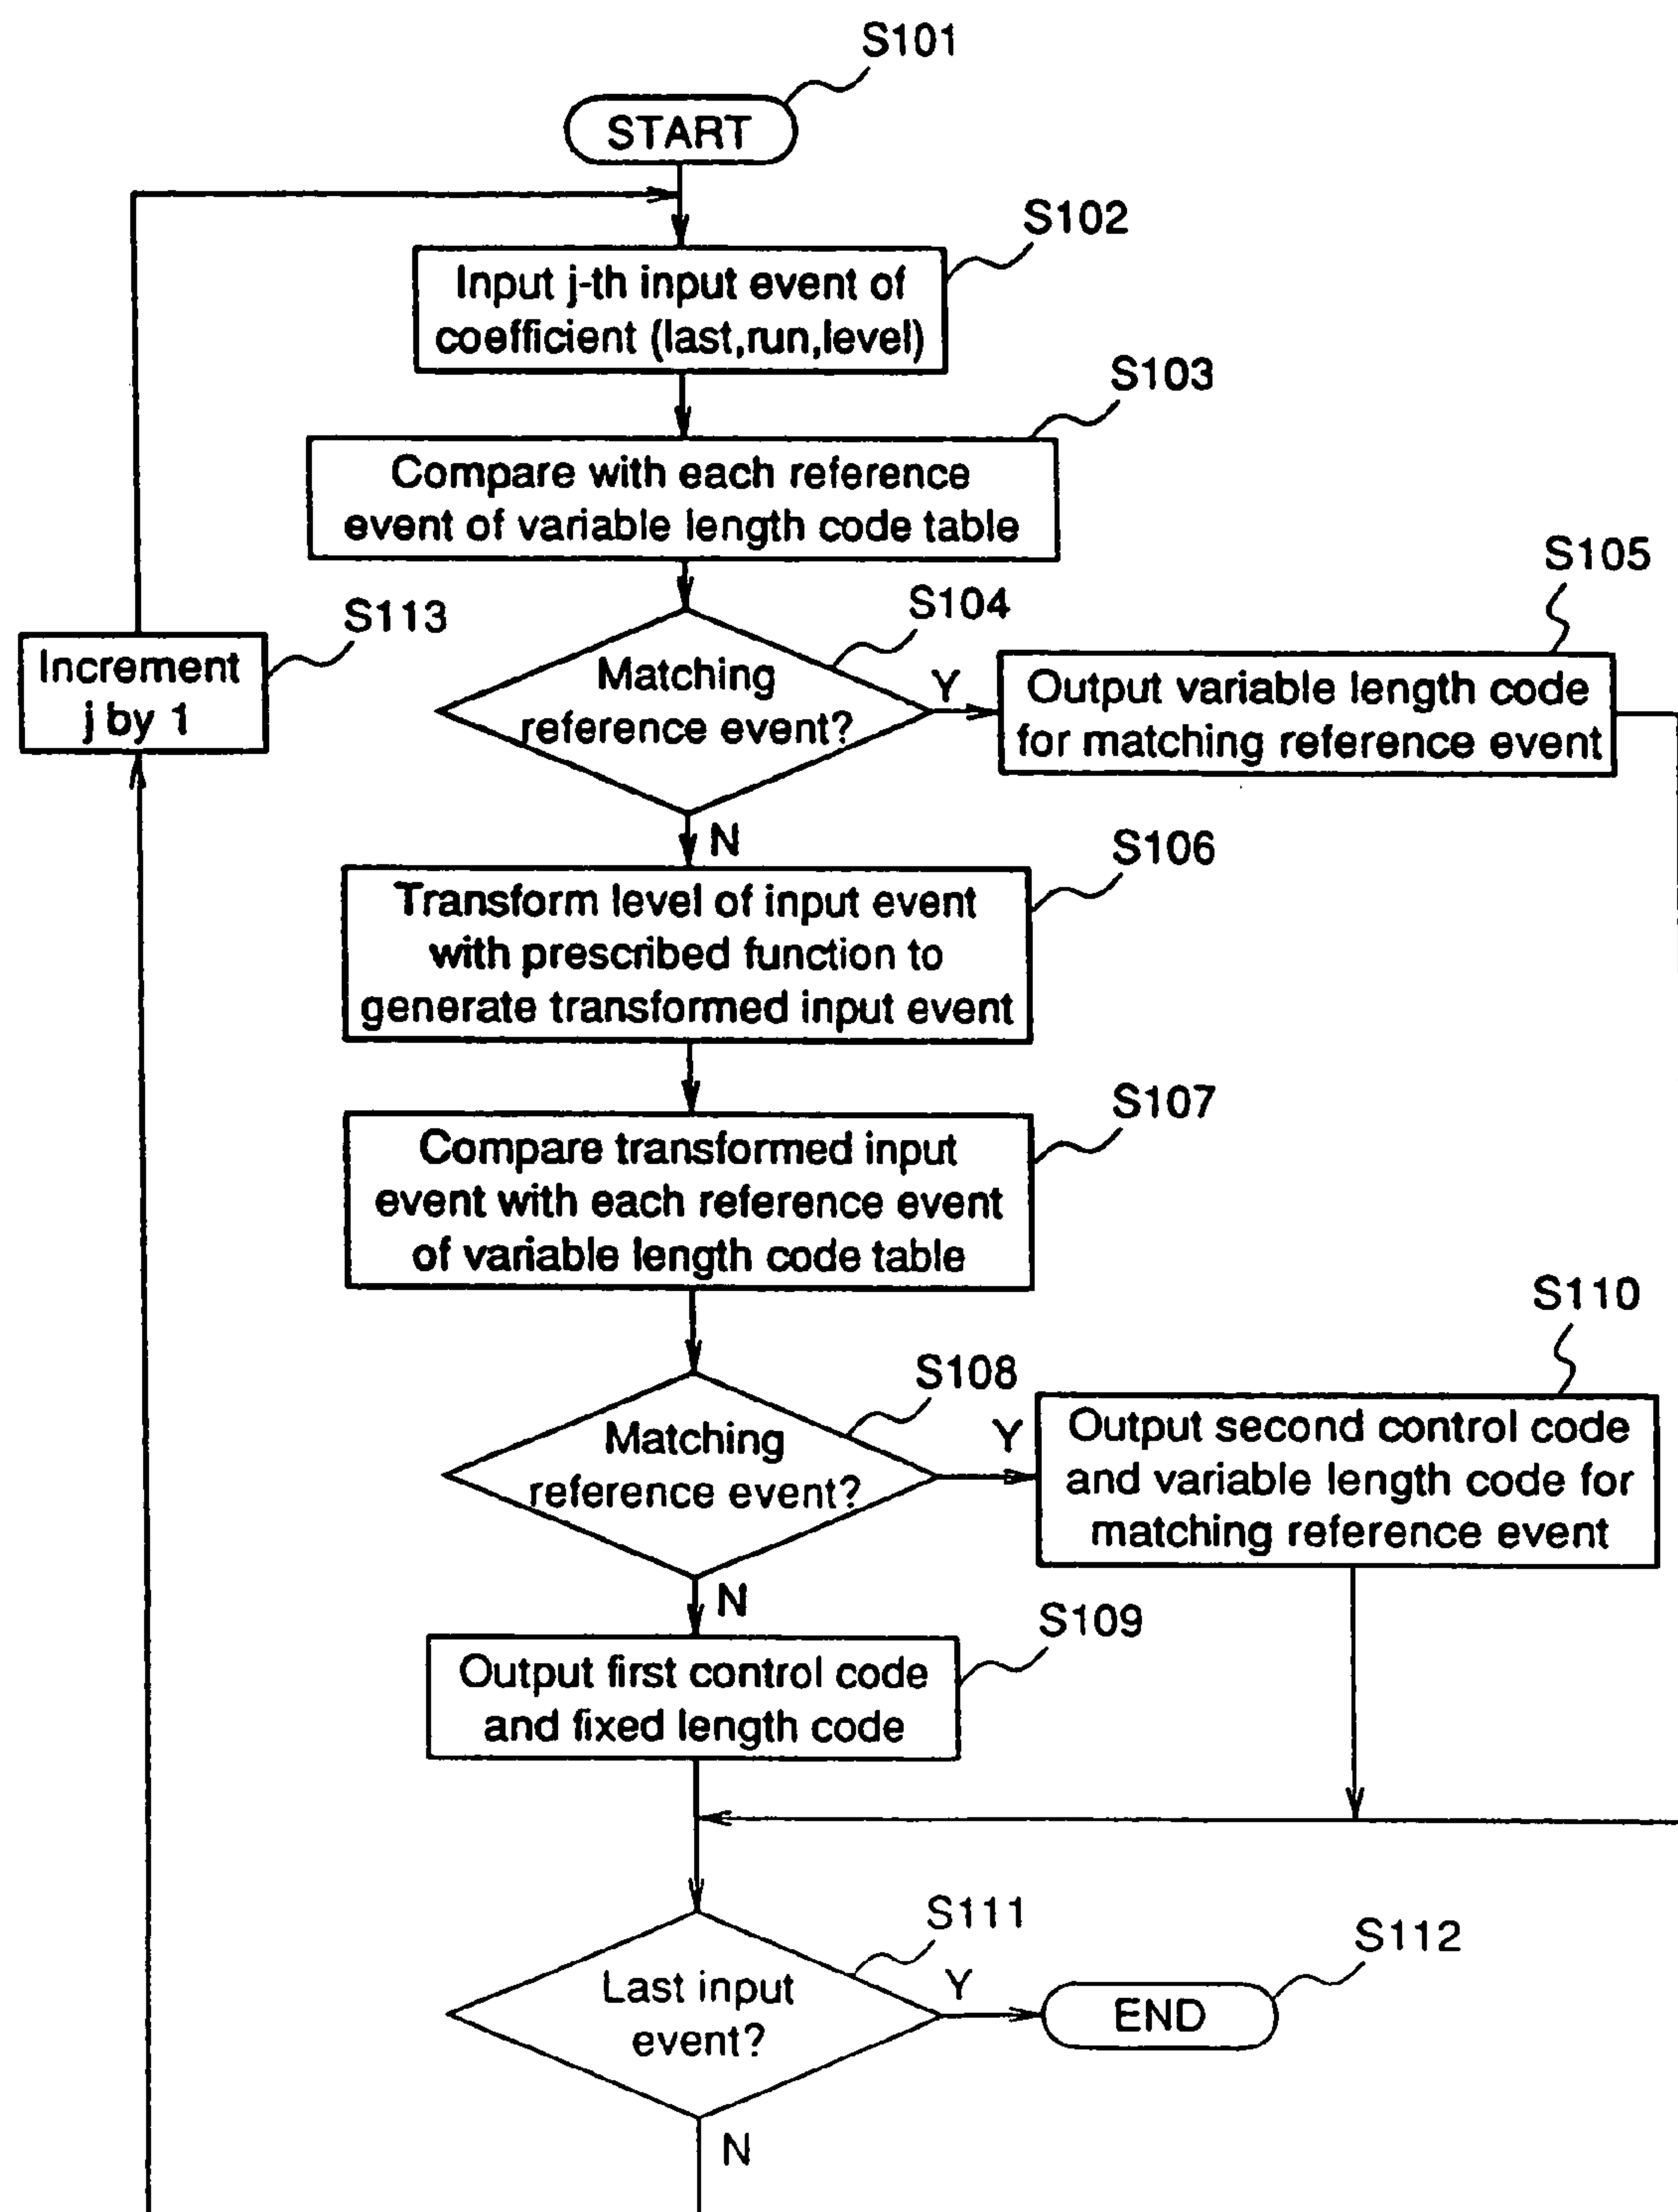 S101
START
S102
Input j-th input event of
coefficient (last,run,level)
S103
Compare with each reference
event of variable length code table
S104
Matching
reference event?
Y
S105
Output variable length code
for matching reference event
S113
Increment
j by 1
N
S106
Transform level of input event
with prescribed function to
generate transformed input event
S107
Compare transformed input
event with each reference event
of variable length code table
S108
Matching
reference event?
Y
S110
Output second control code
and variable length code for
matching reference event
N
S109
Output first control code
and fixed length code
S111
Last input
event?
Y
S112
END
N